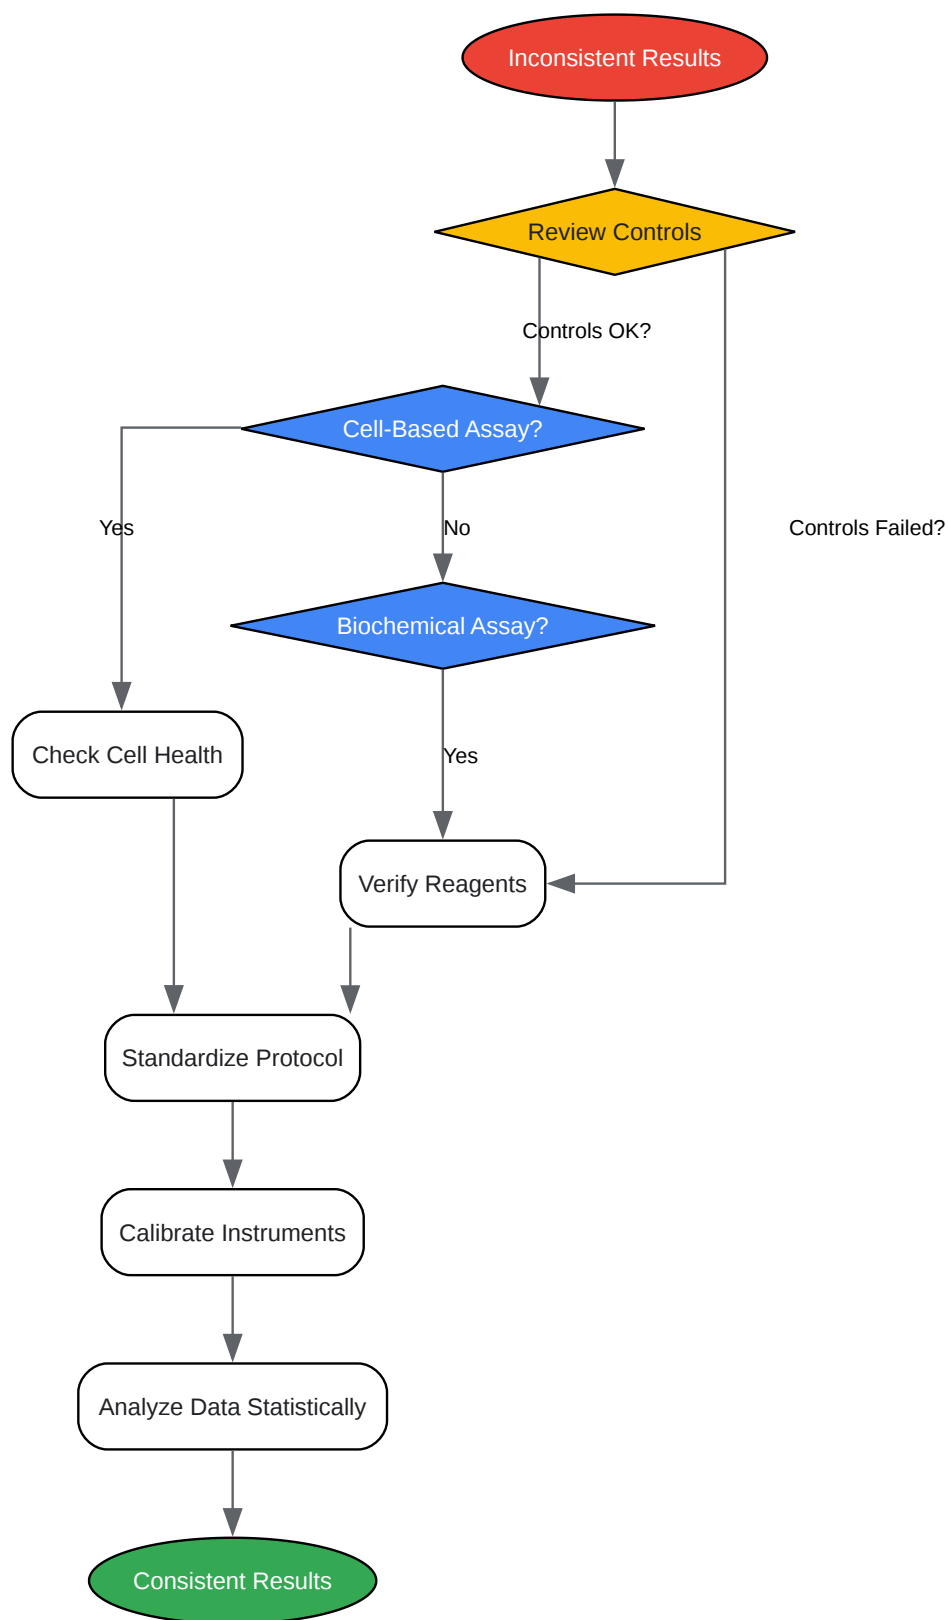 Inconsistent Results
Review Controls
Controls OK?
Cell-Based Assay?
Yes
No
Controls Failed?
Biochemical Assay?
Check Cell Health
Yes
Verify Reagents
Standardize Protocol
Calibrate Instruments
Analyze Data Statistically
Consistent Results